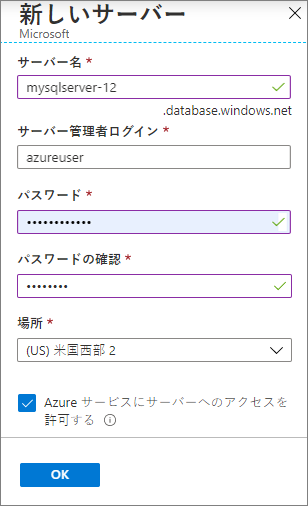 新しいサーバー
Microsoft
サーバー名 *
mysqlserver-12
.database.windows.net
サーバー管理者ログイン *
azureuser
パスワード *
••••••••••••
パスワードの確認 *
••••••••
場所 *
(US) 米国西部 2
Azure サービスにサーバーへのアクセスを
許可する
OK